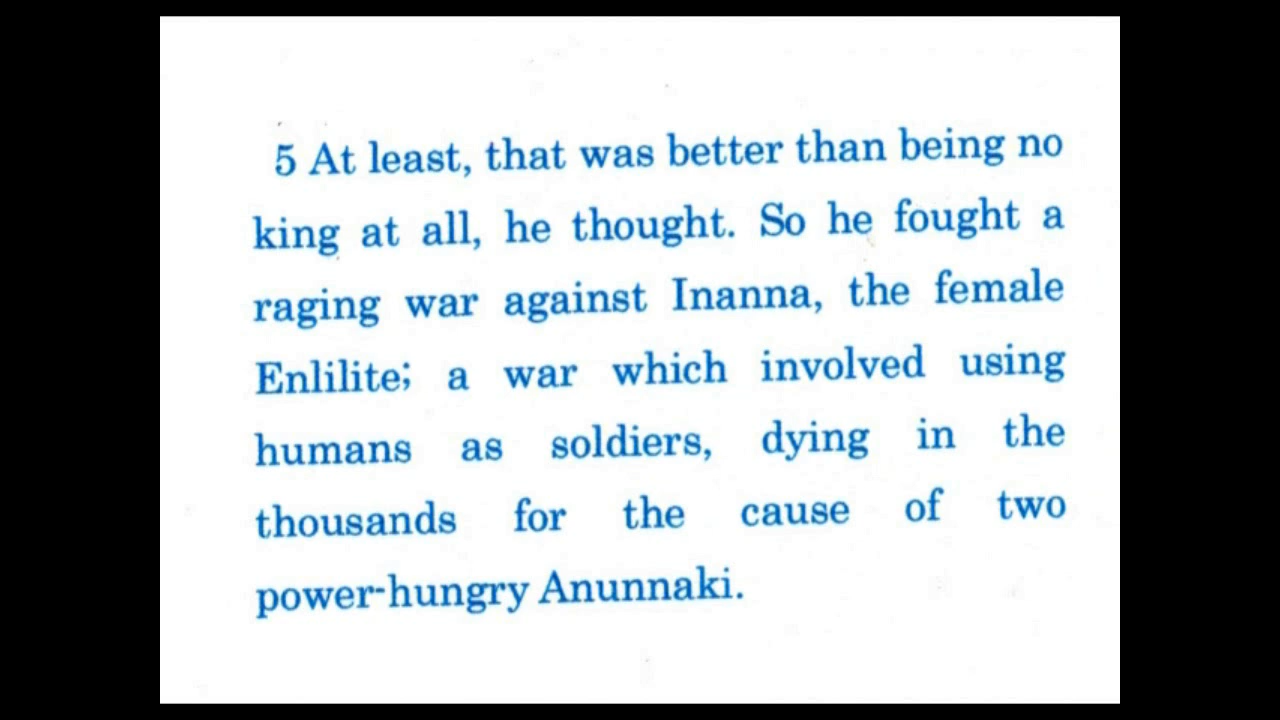 5 At least, that was better than being no
king at all, he thought. So he fought a
raging war against Inanna, the female
Enlilite; a war which involved using
humans as soldiers, dying in the
thousands for the cause of two
power-hungry Anunnaki.